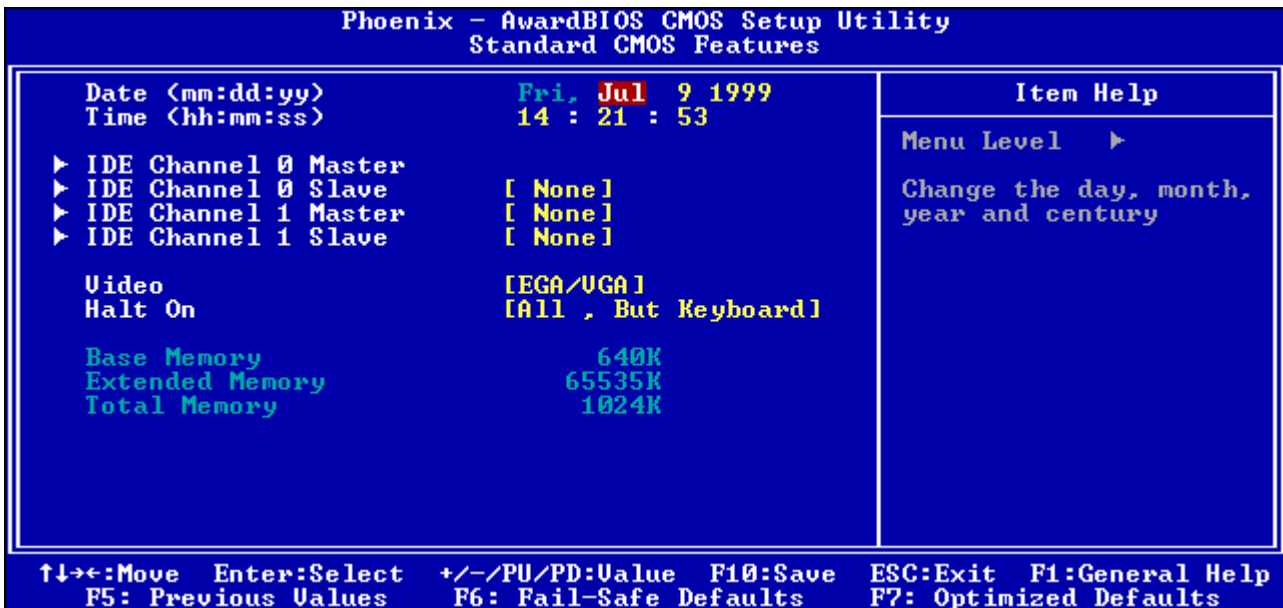 Phoenix - AwardBIOS CMOS Setup Utility
Standard CMOS Features
Date (mm:dd:yy) Fri, Jul 9 1999
Time (hh:mm:ss) 14 : 21 : 53
► IDE Channel 0 Master
► IDE Channel 0 Slave [ None]
► IDE Channel 1 Master [ None]
► IDE Channel 1 Slave [ None]
Video [EGA/VGA]
Halt On [All , But Keyboard]
Base Memory 640K
Extended Memory 65535K
Total Memory 1024K
Item Help
Menu Level ►
Change the day, month,
year and century
↑↓→←:Move Enter:Select +/-/PU/PD:Value F10:Save ESC:Exit F1:General Help
F5: Previous Values F6: Fail-Safe Defaults F7: Optimized Defaults